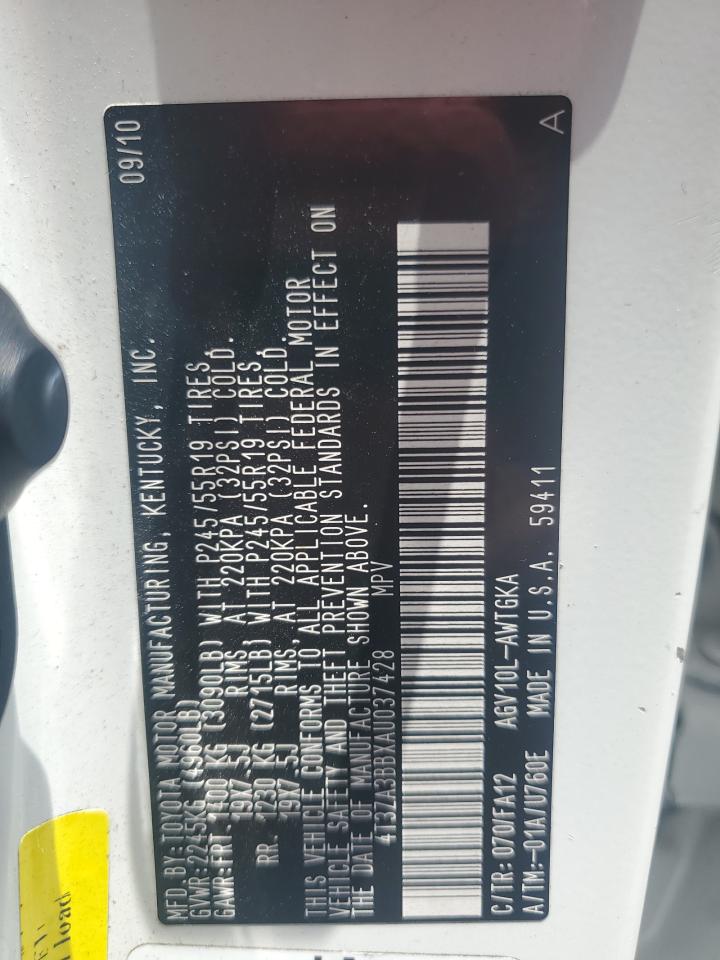 MFD. BY: TOYOTA MOTOR MANUFACTURING, KENTUCKY, INC. 09/10
GVWR: 2245KG (4960LB)
GAWR: FRT. 1400 KG (3090LB) WITH P245/55R19 TIRES,
19X7.5J RIMS, AT 220KPA (32PSI) COLD.
RR. 1230 KG (2715LB) WITH P245/55R19 TIRES,
19X7.5J RIMS, AT 220KPA (32PSI) COLD.
THIS VEHICLE CONFORMS TO ALL APPLICABLE FEDERAL MOTOR
VEHICLE SAFETY AND THEFT PREVENTION STANDARDS IN EFFECT ON
THE DATE OF MANUFACTURE SHOWN ABOVE.
4T3ZA3BBXAU037428 MPV
C/TR: 070/FA12 AGV10L-AWTGKA
A/TM:-01A/U760E MADE IN U.S.A. 59411 A
load